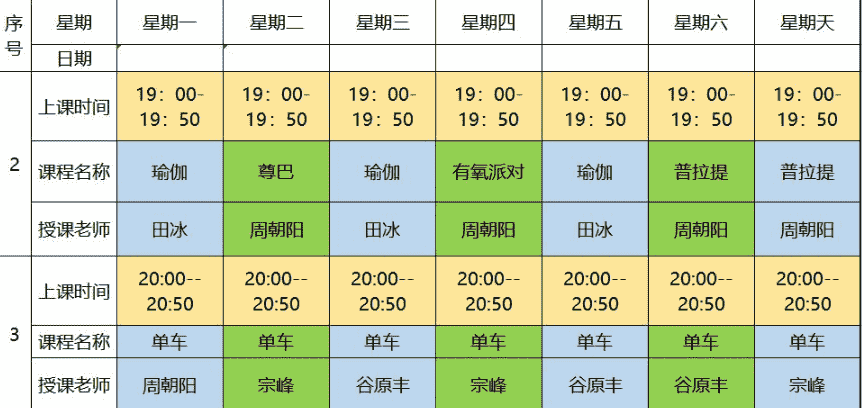 序号 星期 星期一 星期二 星期三 星期四 星期五 星期六 星期天
日期
2 上课时间 19：00-19：50 19：00-19：50 19：00-19：50 19：00-19：50 19：00-19：50 19：00-19：50 19：00-19：50
课程名称 瑜伽 尊巴 瑜伽 有氧派对 瑜伽 普拉提 普拉提
授课老师 田冰 周朝阳 田冰 周朝阳 田冰 周朝阳 周朝阳
3 上课时间 20:00--20:50 20:00--20:50 20:00--20:50 20:00--20:50 20:00--20:50 20:00--20:50 20:00--20:50
课程名称 单车 单车 单车 单车 单车 单车 单车
授课老师 周朝阳 宗峰 谷原丰 宗峰 谷原丰 谷原丰 宗峰